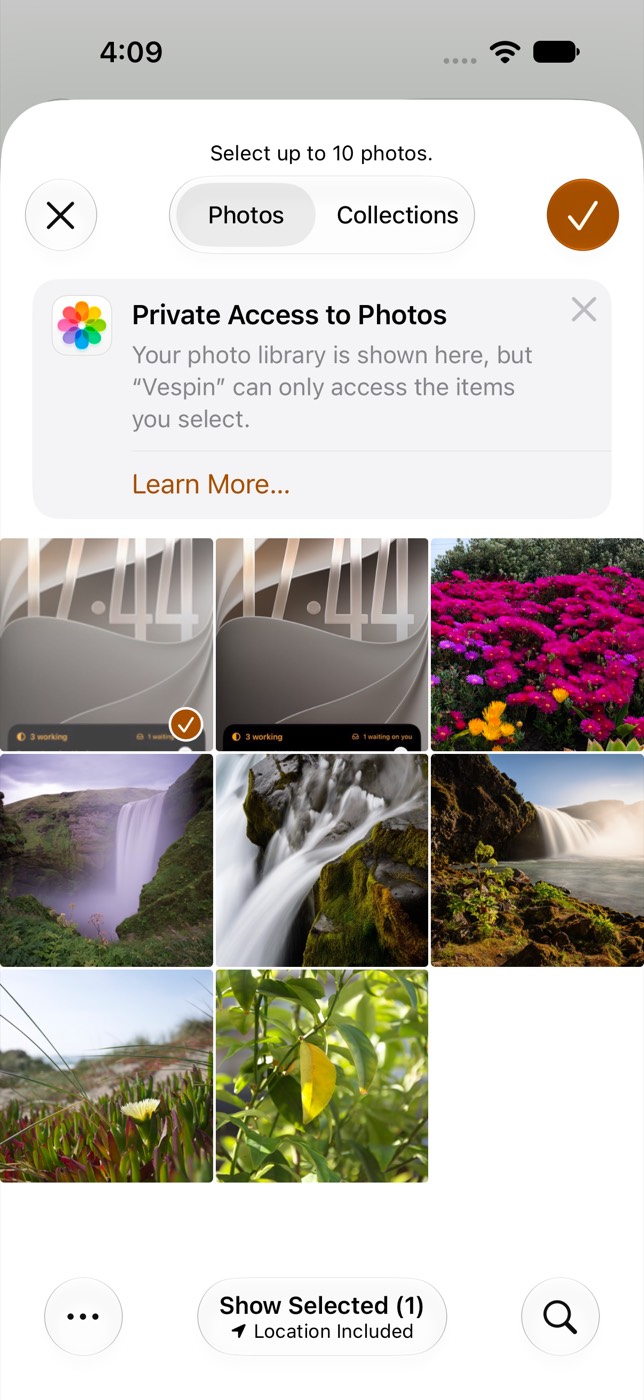 4:09
Select up to 10 photos.
Photos
Collections
Private Access to Photos
Your photo library is shown here, but
“Vespin” can only access the items
you select.
Learn More...
44
3 working
44
3 working
1 waiting on you
Show Selected (1)
Location Included